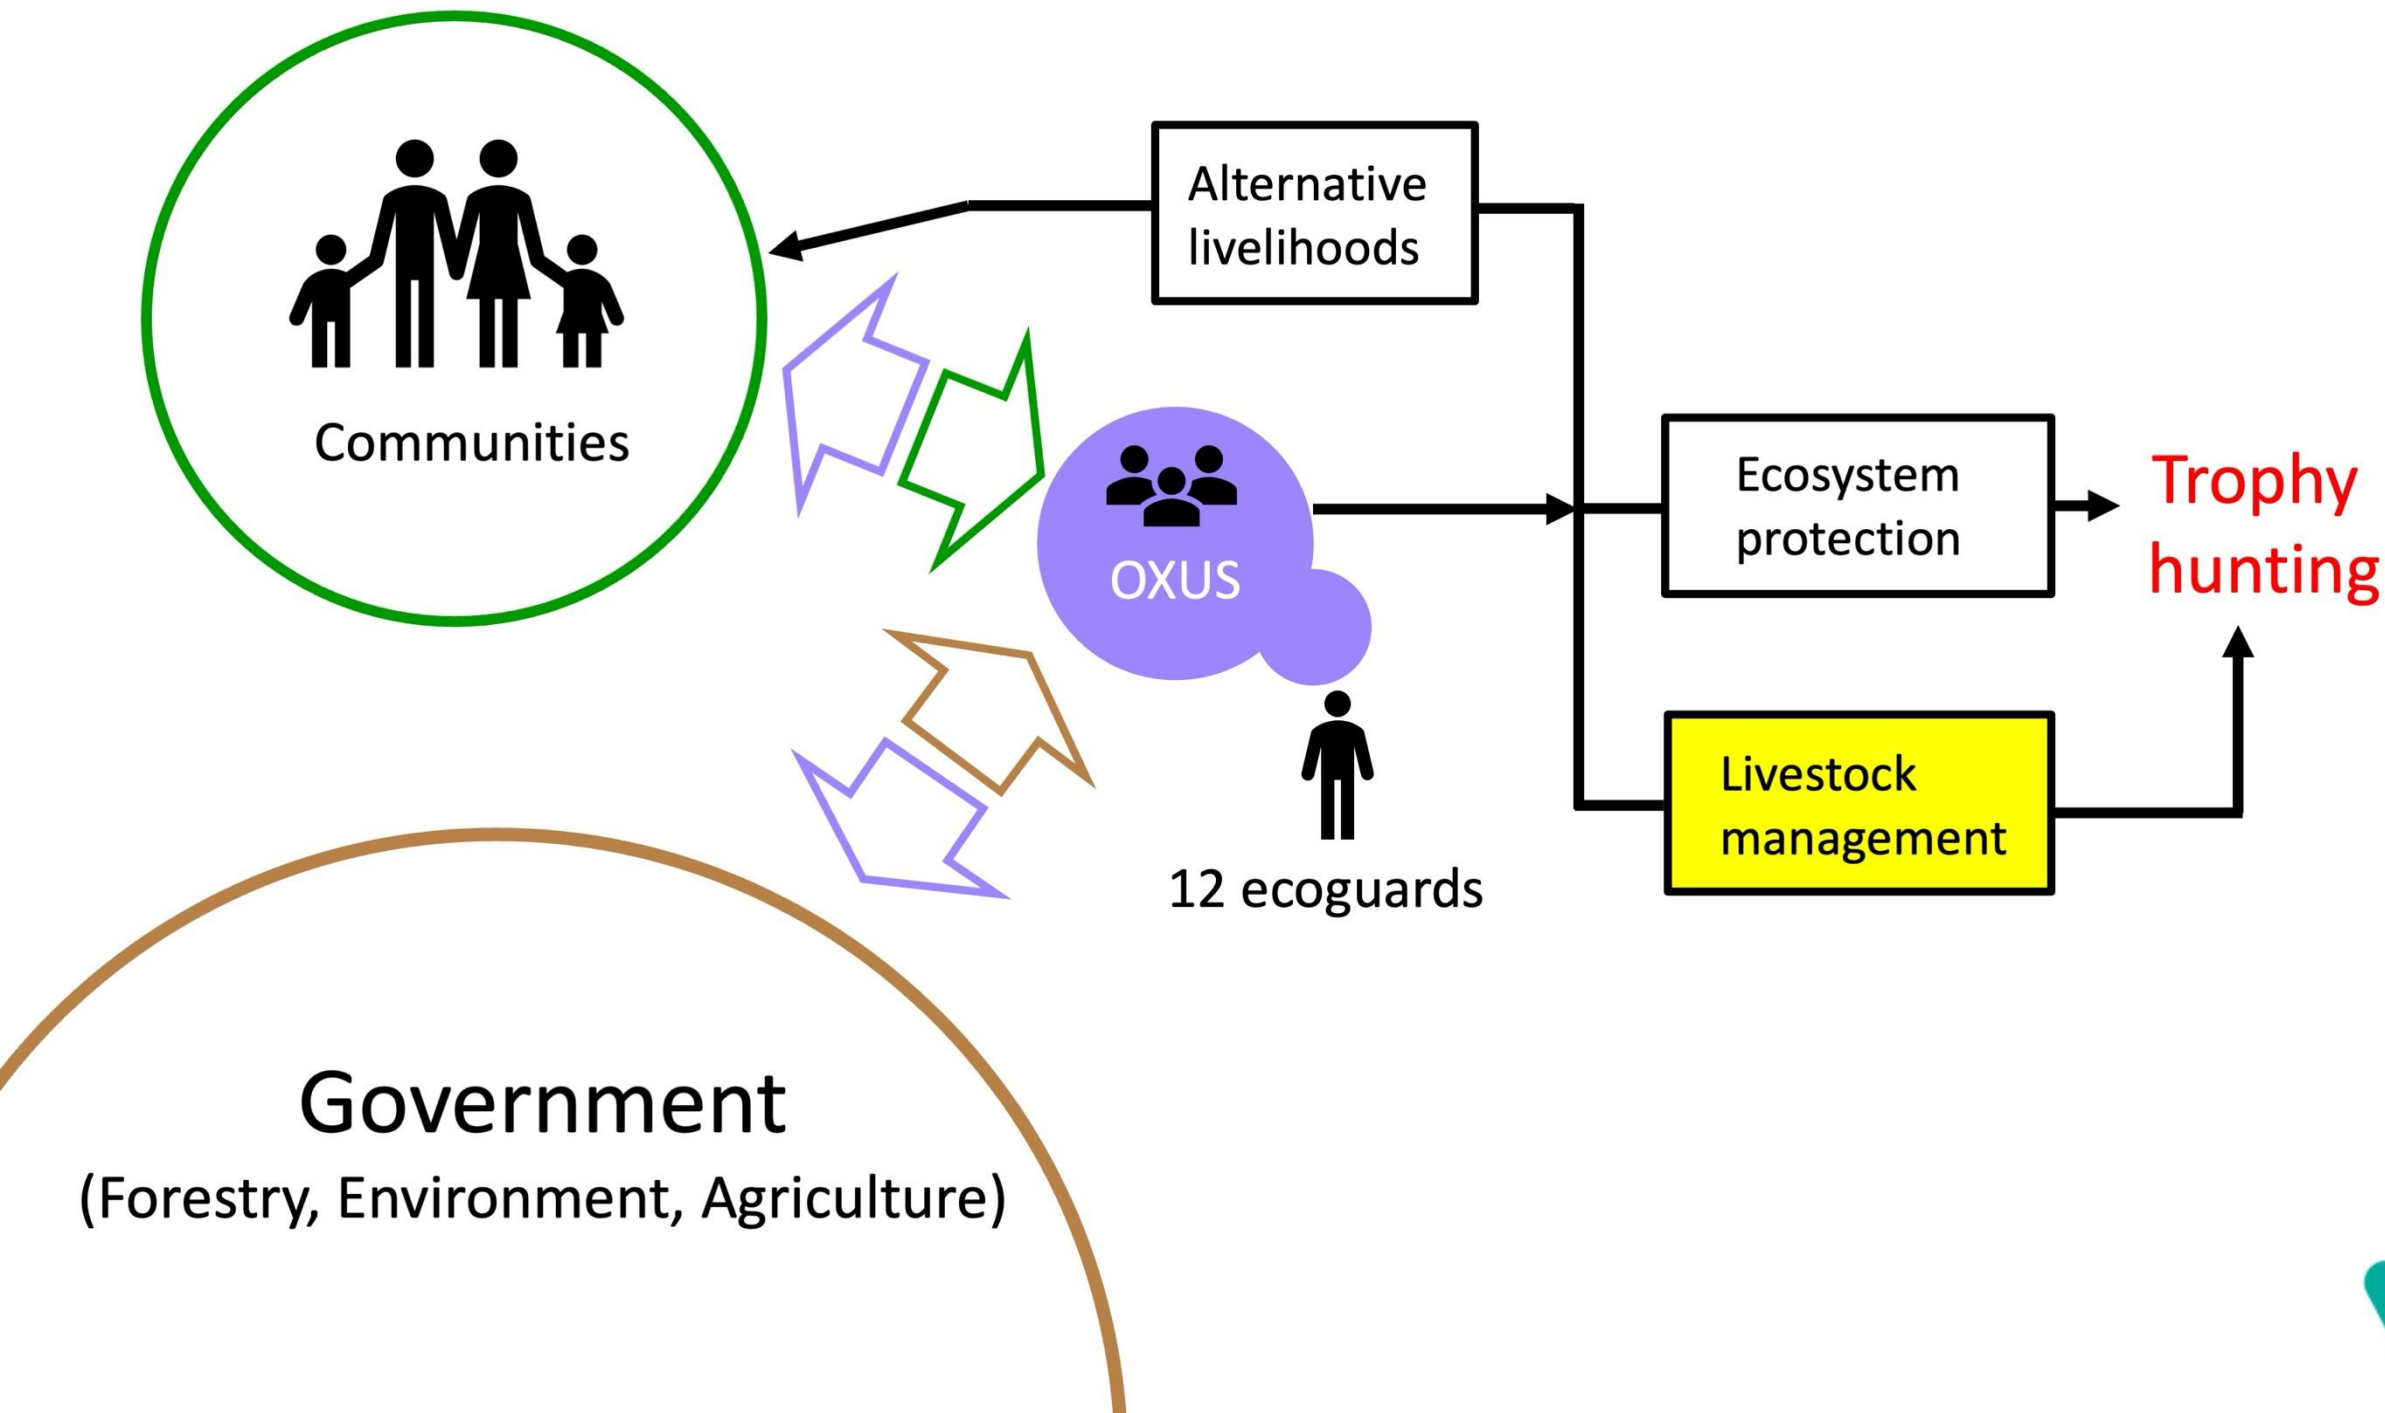 Alternative
livelihoods
Communities
OXUS
Ecosystem
protection
Trophy
hunting
Livestock
management
12 ecoguards
Government
(Forestry, Environment, Agriculture)